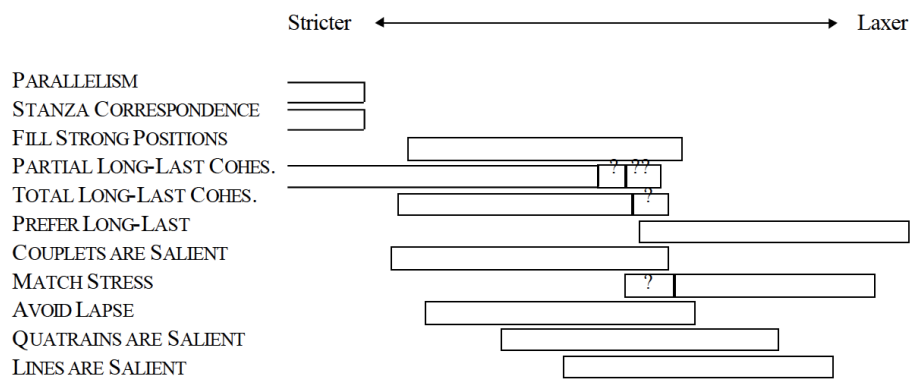 Stricter Laxer
PARALLELISM
STANZA CORRESPONDENCE
FILL STRONG POSITIONS
PARTIAL LONG-LAST COHES. ? ??
TOTAL LONG-LAST COHES. ?
PREFER LONG-LAST
COUPLETS ARE SALIENT
MATCH STRESS ?
AVOID LAPSE
QUATRAINS ARE SALIENT
LINES ARE SALIENT